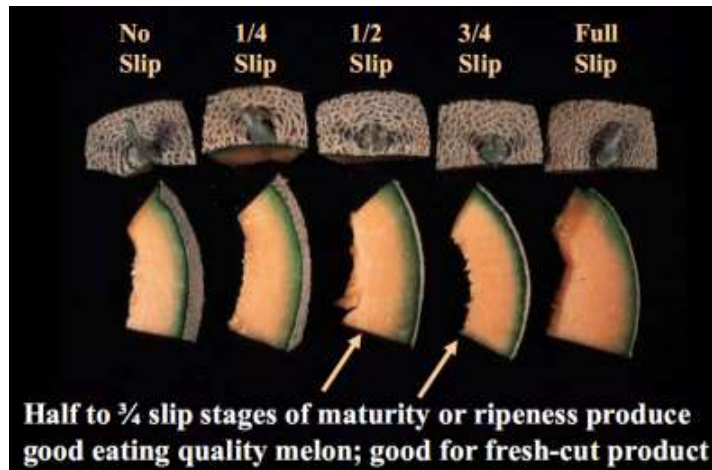 No Slip
1/4 Slip
1/2 Slip
3/4 Slip
Full Slip
Half to ¾ slip stages of maturity or ripeness produce
good eating quality melon; good for fresh-cut product